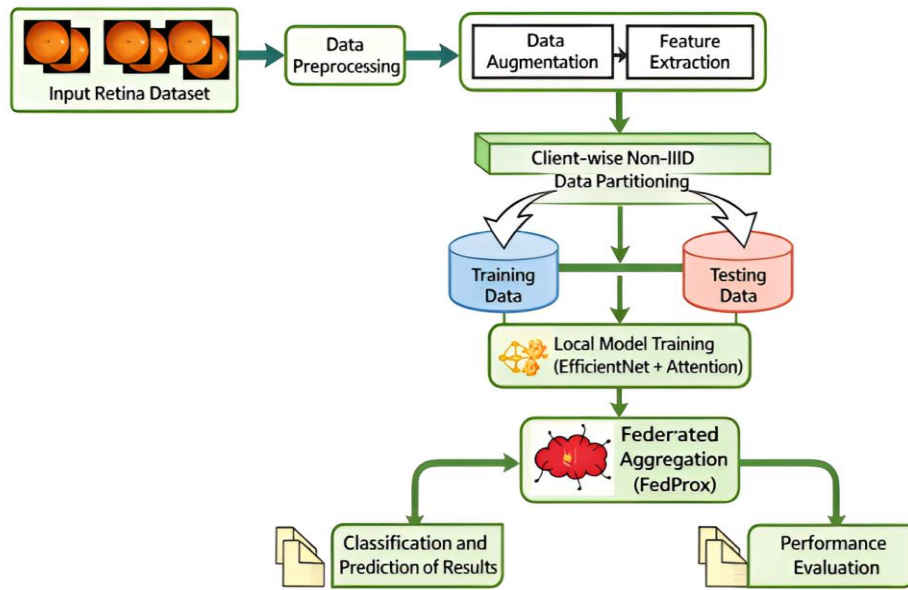 Input Retina Dataset
Data
Preprocessing
Data
Augmentation
Feature
Extraction
Client-wise Non-IIID
Data Partitioning
Training
Data
Testing
Data
Local Model Training
(EfficientNet + Attention)
Federated
Aggregation
(FedProx)
Classification and
Prediction of Results
Performance
Evaluation